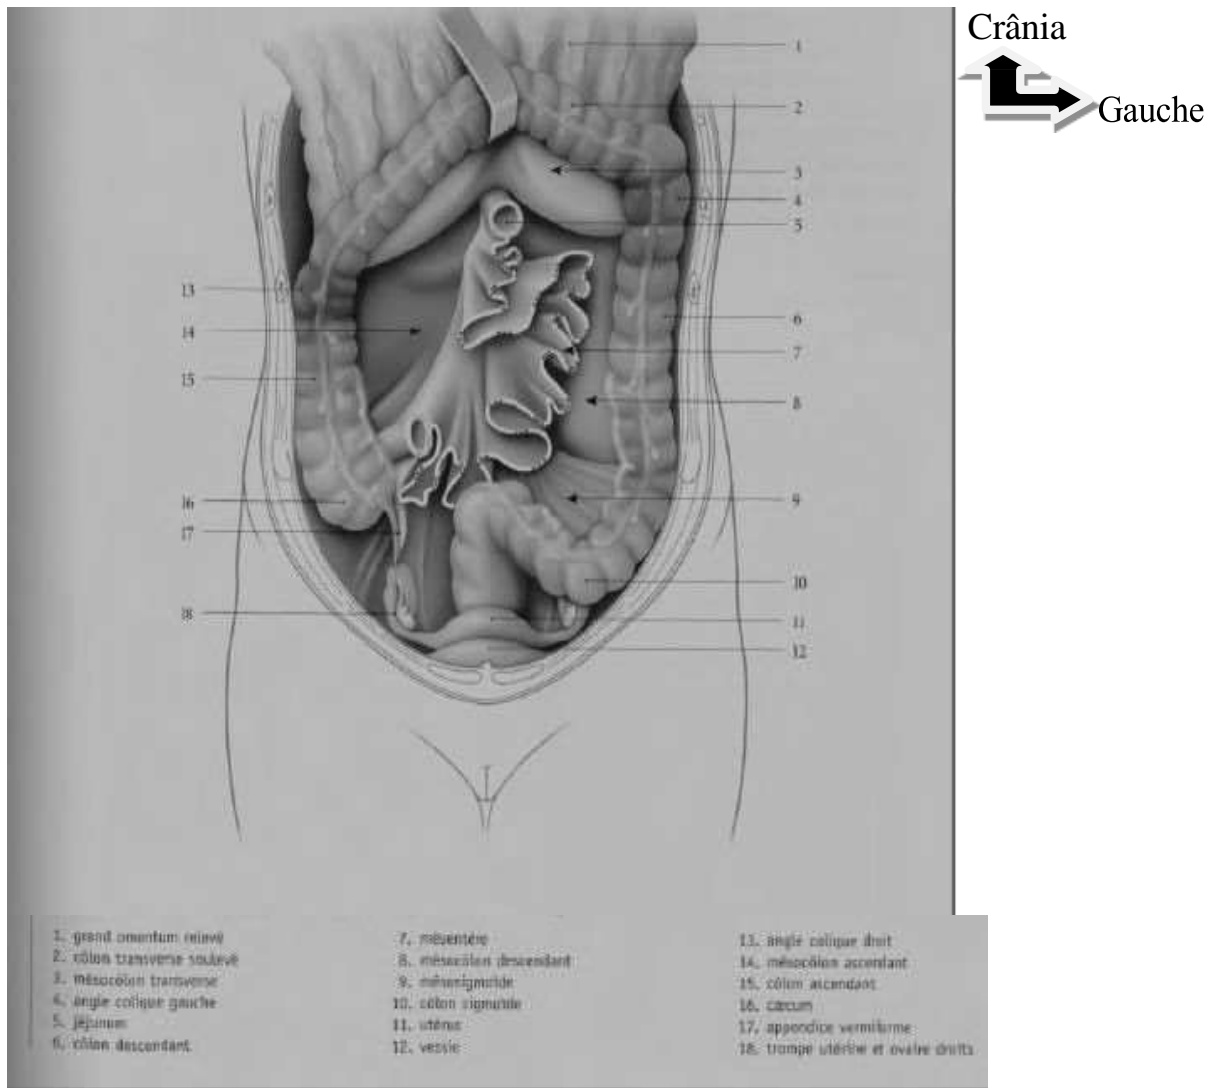 Crânia
Gauche
1
2
3
4
5
6
7
8
9
10
11
12
13
14
15
16
17
18
1. grand omentum relevé
2. côlon transverse soulevé
3. mésocôlon transverse
4. angle colique gauche
5. jéjunum
6. côlon descendant
7. mésentère
8. mésocôlon descendant
9. mésosigmoïde
10. côlon sigmoïde
11. utérus
12. vessie
13. angle colique droit
14. mésocôlon ascendant
15. côlon ascendant
16. cæcum
17. appendice vermiforme
18. trompe utérine et ovaire droits